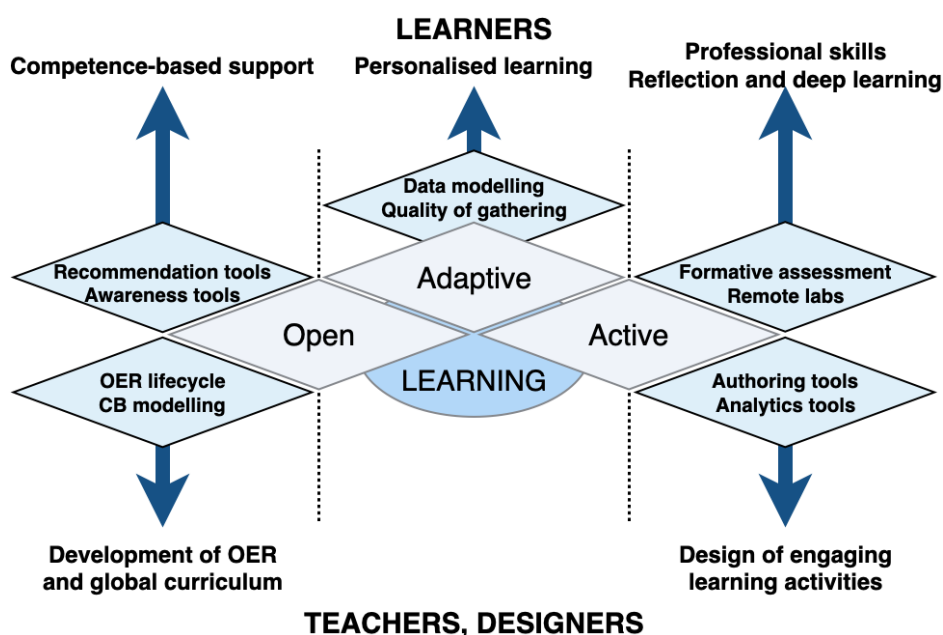 LEARNERS
Competence-based support
Personalised learning
Professional skills
Reflection and deep learning
Data modelling
Quality of gathering
Recommendation tools
Awareness tools
Adaptive
Formative assessment
Remote labs
Open
Active
LEARNING
OER lifecycle
CB modelling
Authoring tools
Analytics tools
Development of OER
and global curriculum
Design of engaging
learning activities
TEACHERS, DESIGNERS